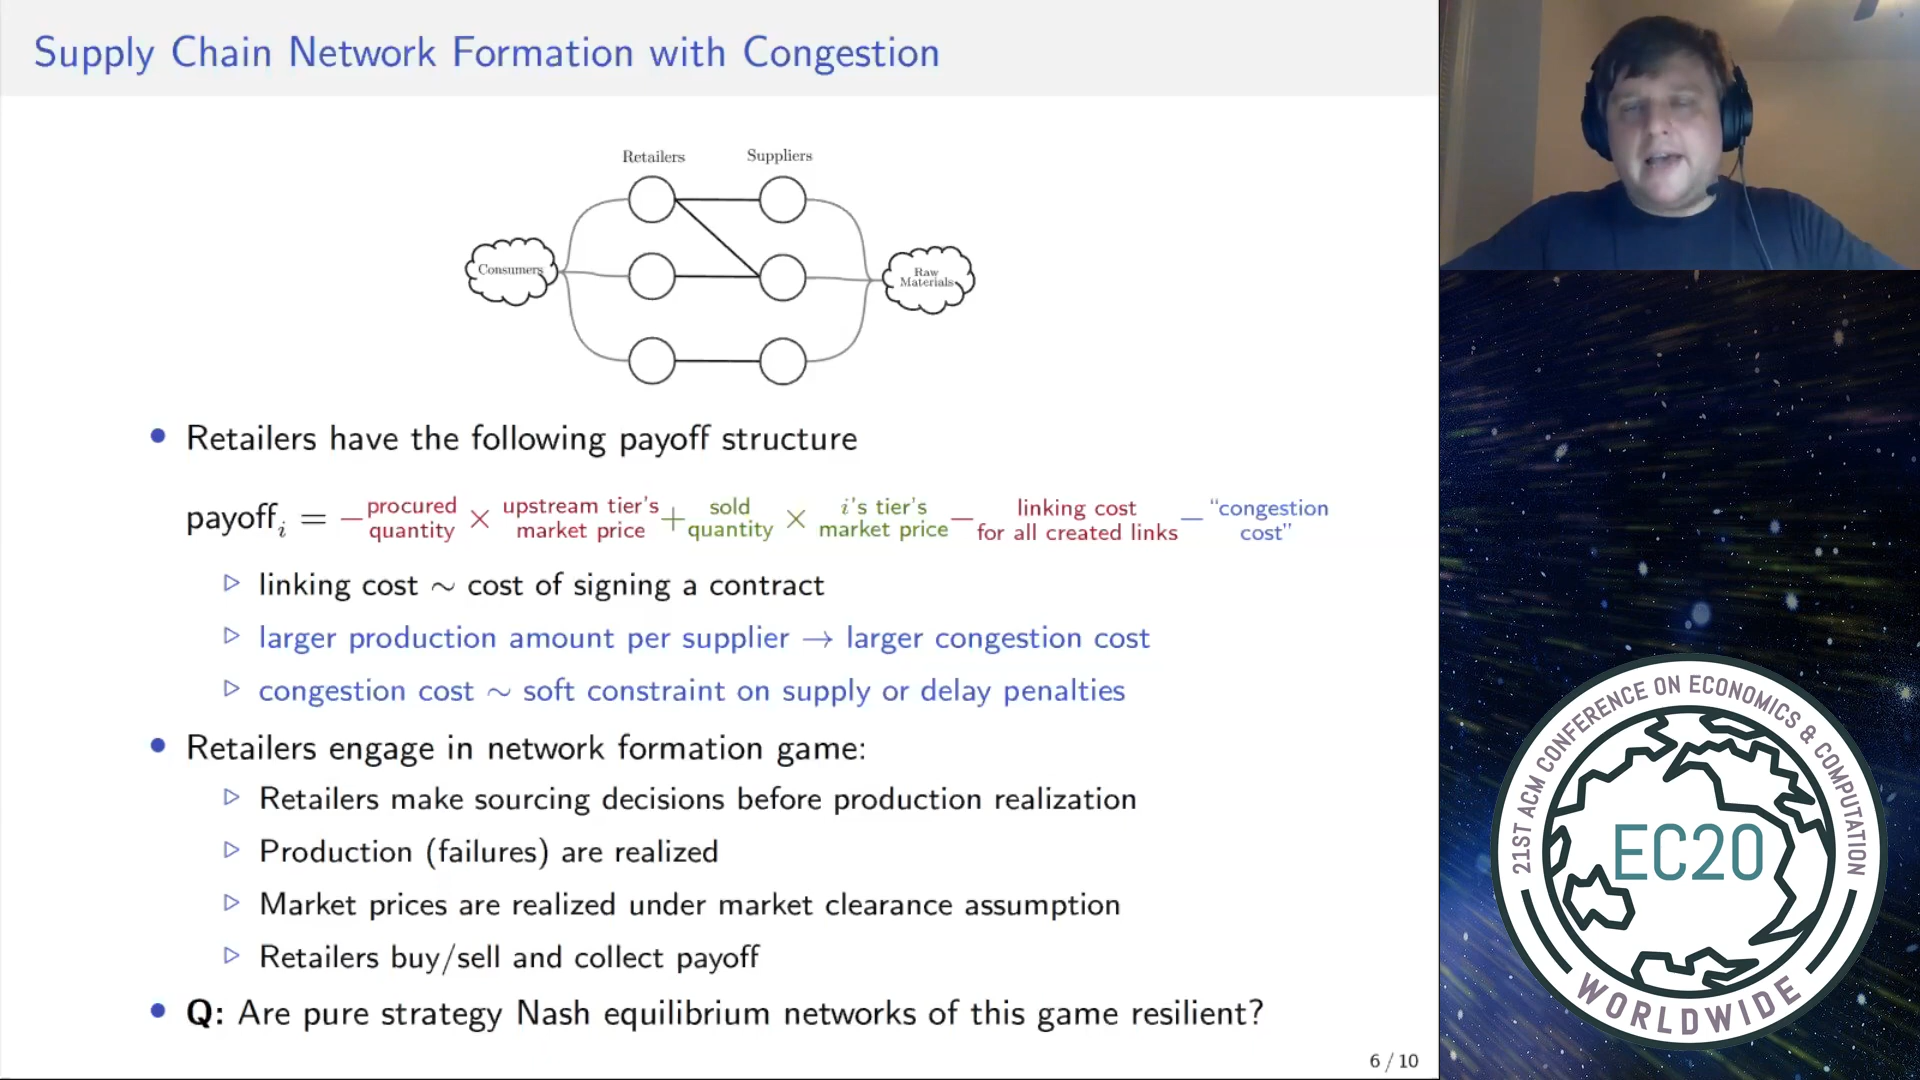 Supply Chain Network Formation with Congestion
Retailers
Suppliers
Consumers
Raw
Materials
• Retailers have the following payoff structure
payoffᵢ = − procured quantity × upstream tier's market price + sold quantity × i's tier's market price − linking cost for all created links − “congestion cost”
▷ linking cost ∼ cost of signing a contract
▷ larger production amount per supplier → larger congestion cost
▷ congestion cost ∼ soft constraint on supply or delay penalties
• Retailers engage in network formation game:
▷ Retailers make sourcing decisions before production realization
▷ Production (failures) are realized
▷ Market prices are realized under market clearance assumption
▷ Retailers buy/sell and collect payoff
• Q: Are pure strategy Nash equilibrium networks of this game resilient?
6 / 10
21ST ACM CONFERENCE ON ECONOMICS & COMPUTATION
EC20
WORLDWIDE